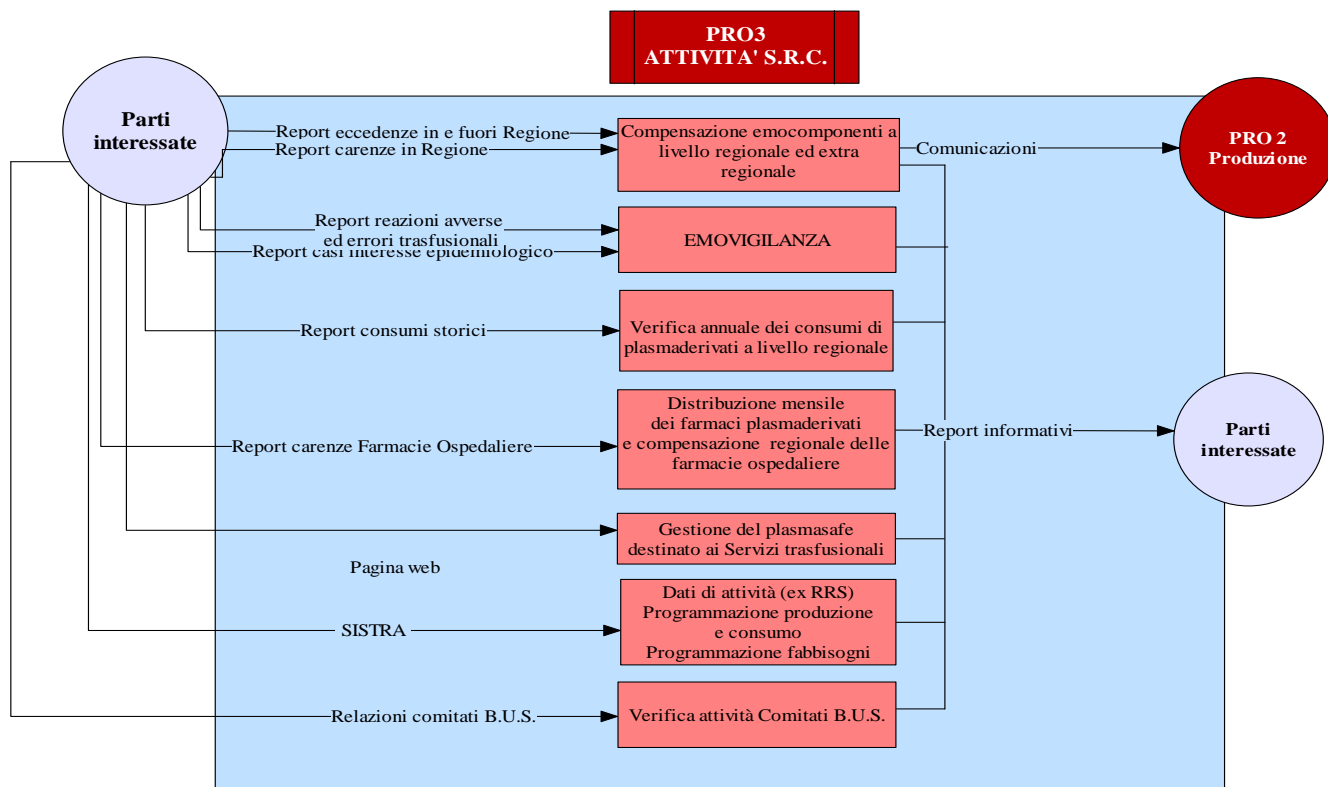 PRO3
ATTIVITA' S.R.C.
Parti
interessate
Report eccedenze in e fuori Regione
Report carenze in Regione
Compensazione emocomponenti a
livello regionale ed extra
regionale
Comunicazioni
PRO 2
Produzione
Report reazioni avverse
ed errori trasfusionali
Report casi interesse epidemiologico
EMOVIGILANZA
Report consumi storici
Verifica annuale dei consumi di
plasmaderivati a livello regionale
Report carenze Farmacie Ospedaliere
Distribuzione mensile
dei farmaci plasmaderivati
e compensazione regionale delle
farmacie ospedaliere
Report informativi
Parti
interessate
Gestione del plasmasafe
destinato ai Servizi trasfusionali
Pagina web
SISTRA
Dati di attività (ex RRS)
Programmazione produzione
e consumo
Programmazione fabbisogni
Relazioni comitati B.U.S.
Verifica attività Comitati B.U.S.